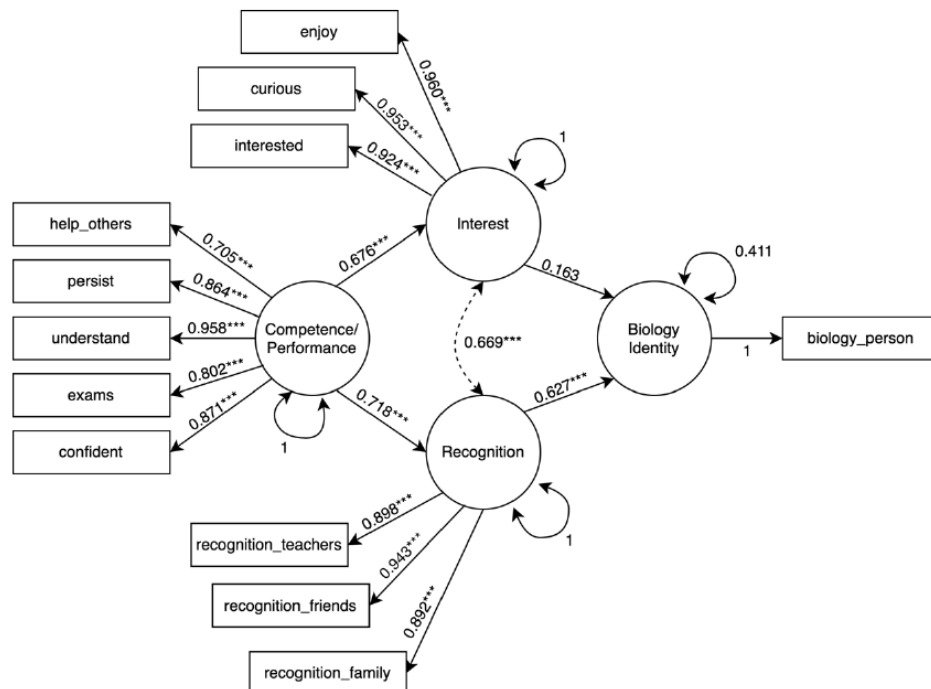 enjoy
0.960***
curious
0.953***
interested
0.924***
1
Interest
help_others
0.705***
persist
0.864***
understand
0.958***
exams
0.802***
confident
0.871***
Competence/
Performance
1
0.676***
0.718***
0.669***
0.163
0.627***
0.411
Biology
Identity
1
biology_person
Recognition
1
recognition_teachers
0.898***
recognition_friends
0.943***
recognition_family
0.892***